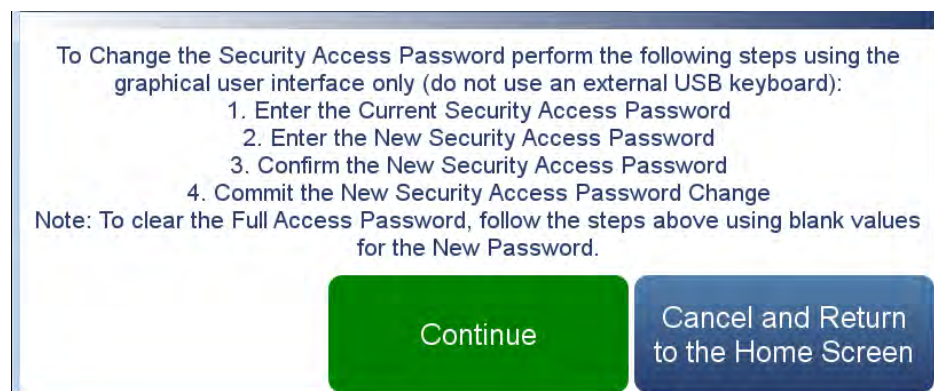 To Change the Security Access Password perform the following steps using the
graphical user interface only (do not use an external USB keyboard):
1. Enter the Current Security Access Password
2. Enter the New Security Access Password
3. Confirm the New Security Access Password
4. Commit the New Security Access Password Change
Note: To clear the Full Access Password, follow the steps above using blank values
for the New Password.
Continue
Cancel and Return
to the Home Screen